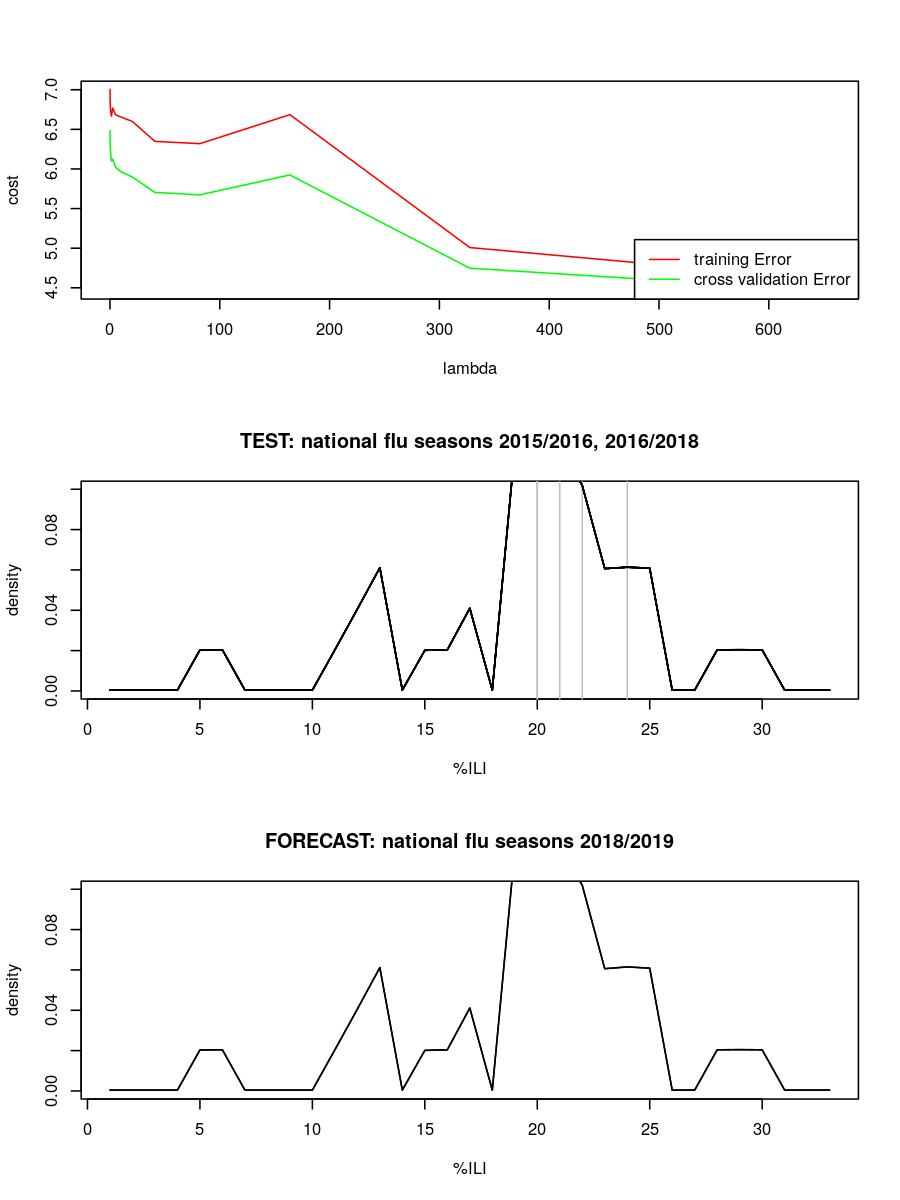 7.0
6.5
6.0
5.5
5.0
4.5
cost
training Error
cross validation Error
0 100 200 300 400 500 600
lambda
TEST: national flu seasons 2015/2016, 2016/2018
0.08
0.04
0.00
density
0 5 10 15 20 25 30
%ILI
FORECAST: national flu seasons 2018/2019
0.08
0.04
0.00
density
0 5 10 15 20 25 30
%ILI